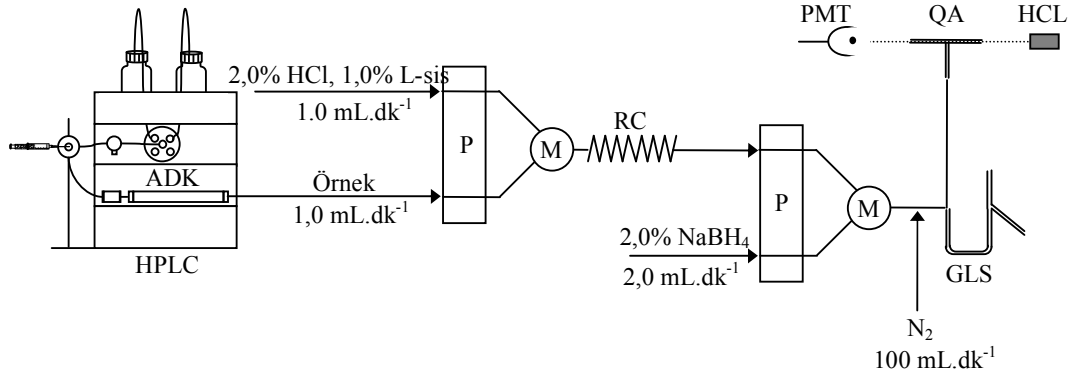 PMT
QA
HCL
2,0% HCl, 1,0% L-sis
1.0 mL.dk-1
P
M
RC
ADK
Örnek
1,0 mL.dk-1
HPLC
P
M
2,0% NaBH4
2,0 mL.dk-1
GLS
N2
100 mL.dk-1